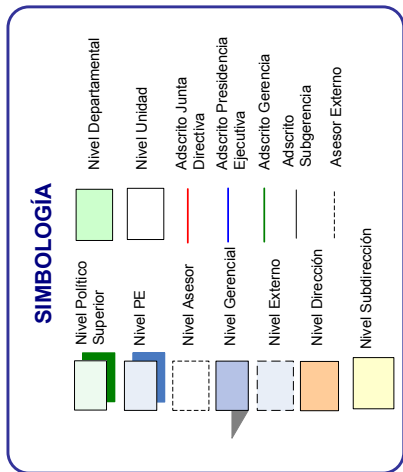 SIMBOLOGÍA
Nivel Político
Superior
Nivel PE
Nivel Asesor
Nivel Gerencial
Nivel Externo
Nivel Dirección
Nivel Subdirección
Nivel Departamental
Nivel Unidad
Adscrito Junta
Directiva
Adscrito Presidencia
Ejecutiva
Adscrito Gerencia
Adscrito
Subgerencia
Asesor Externo